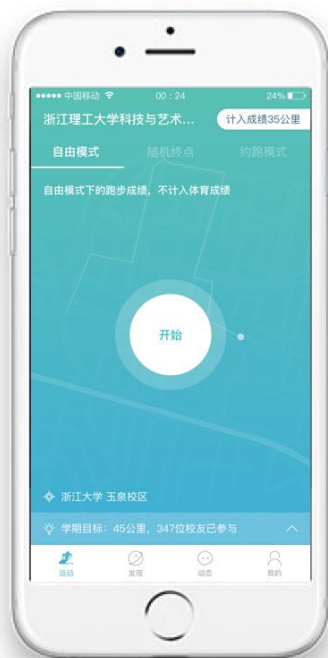 中国移动 00：24 24%
浙江理工大学科技与艺术... 计入成绩35公里
自由模式 随机终点 约跑模式
自由模式下的跑步成绩，不计入体育成绩
开始
浙江大学 玉泉校区
学期目标：45公里，347位校友已参与
运动 发现 动态 我的